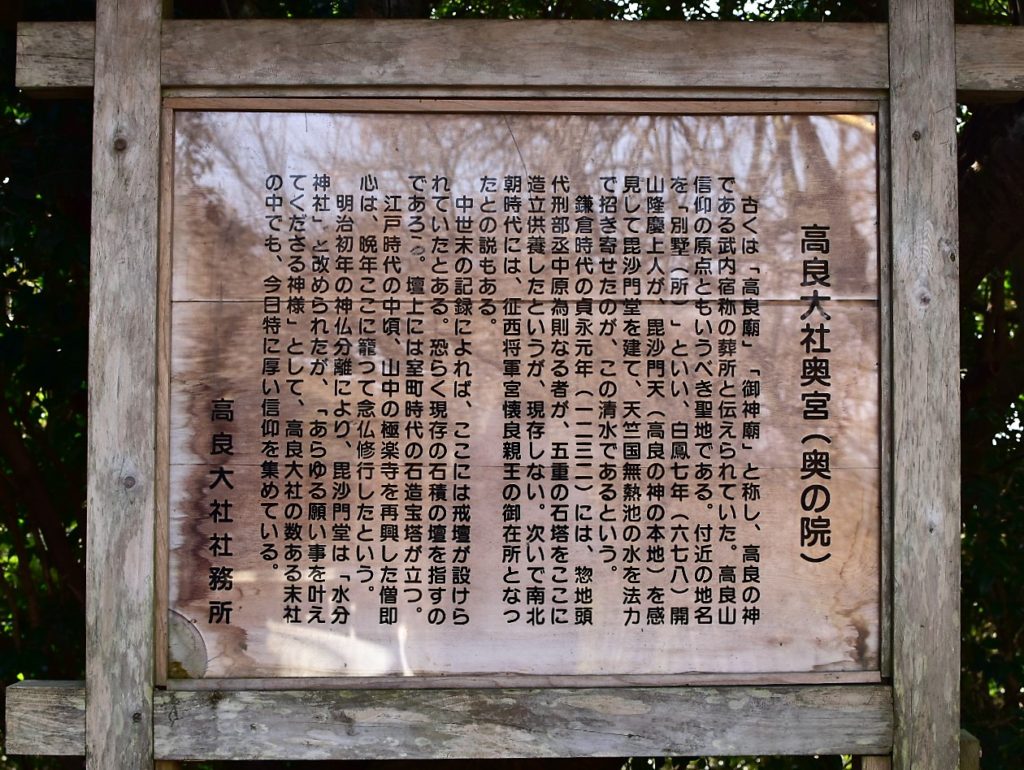 高良大社奥宮（奥の院）
古くは「高良廟」「御神廟」と称し、高良の神
である武内宿称の葬所と伝えられていた。高良山
信仰の原点ともいうべき聖地である。付近の地名
を「別墅（所）」といい、白鳳七年（六七八）開
山隆慶上人が、毘沙門天（高良の神の本地）を感
見して毘沙門堂を建て、天竺国無熱池の水を法力
で招き寄せたのが、この清水であるという。
鎌倉時代の貞永元年（一二三二）には、惣地頭
代刑部丞中原為則なる者が、五重の石塔をここに
造立供養したというが、現存しない。次いで南北
朝時代には、征西将軍宮懐良親王の御在所となっ
たとの説もある。
中世末の記録によれば、ここには戒壇が設けら
れていたとある。恐らく現存の石積の壇を指すの
であろう。壇上には室町時代の石造宝塔が立つ。
江戸時代の中頃、山中の極楽寺を再興した僧即
心は、晩年ここに籠って念仏修行したという。
明治初年の神仏分離により、毘沙門堂は「水分
神社」と改められたが、「あらゆる願い事を叶え
てくださる神様」として、高良大社の数ある末社
の中でも、今日特に厚い信仰を集めている。
高良大社社務所